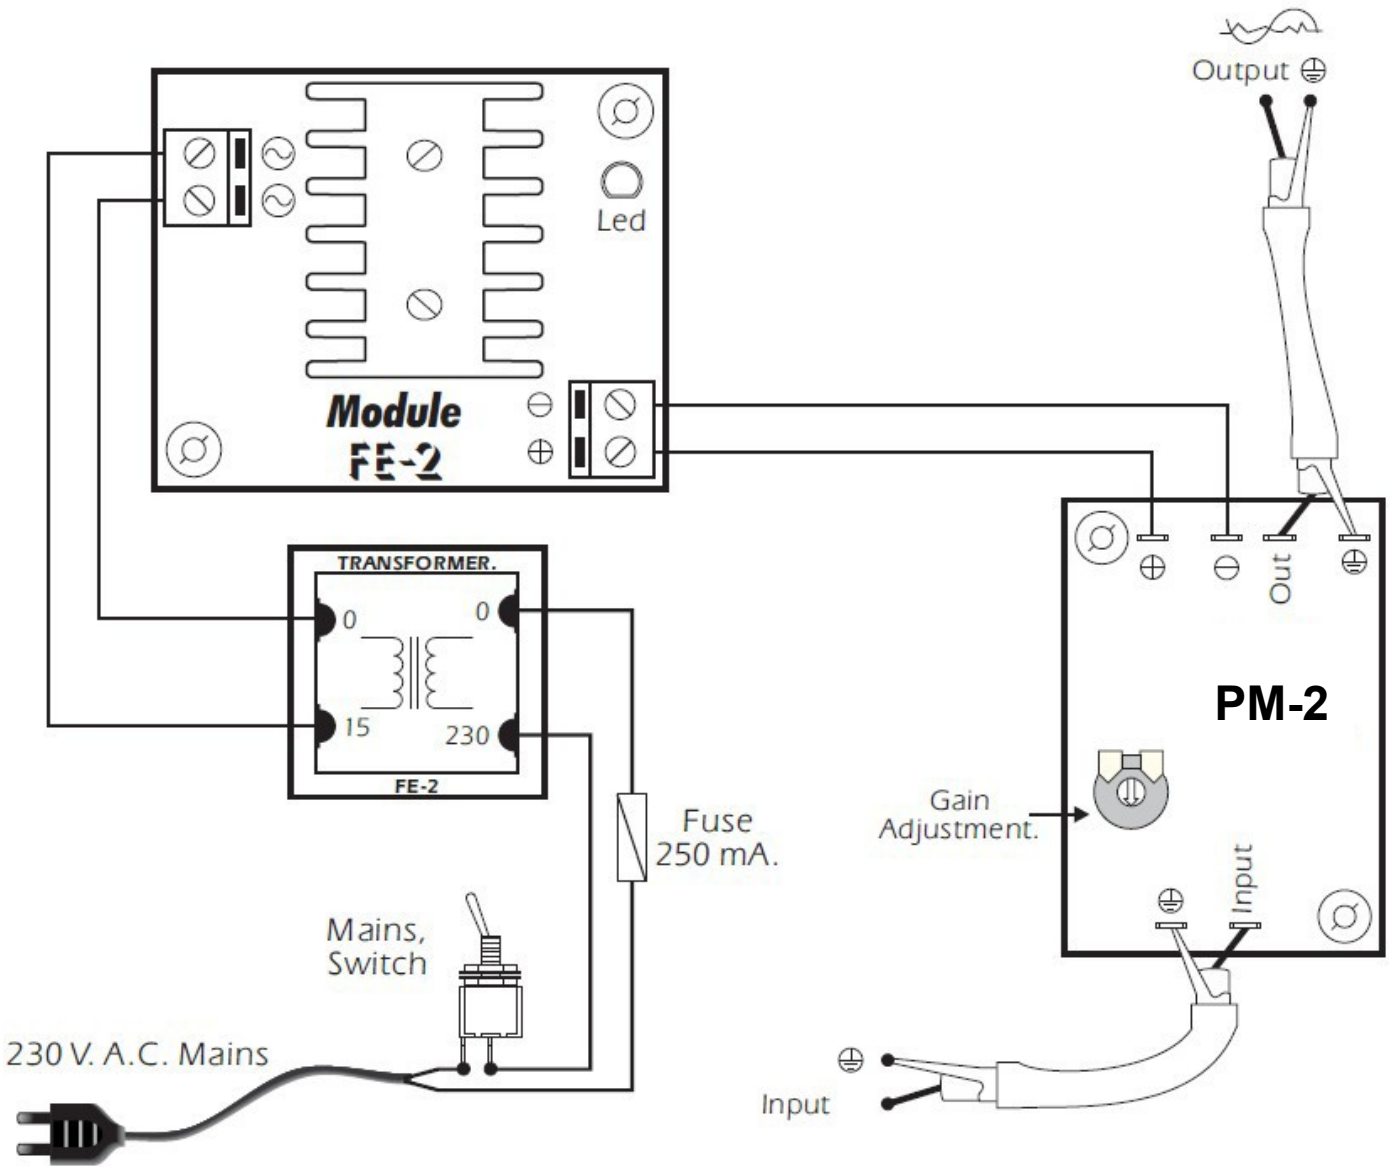 Output
Led
Module
FE-2
Out
TRANSFORMER.
0
0
15
230
FE-2
PM-2
Fuse
250 mA.
Gain
Adjustment.
Input
Mains,
Switch
230 V. A.C. Mains
Input